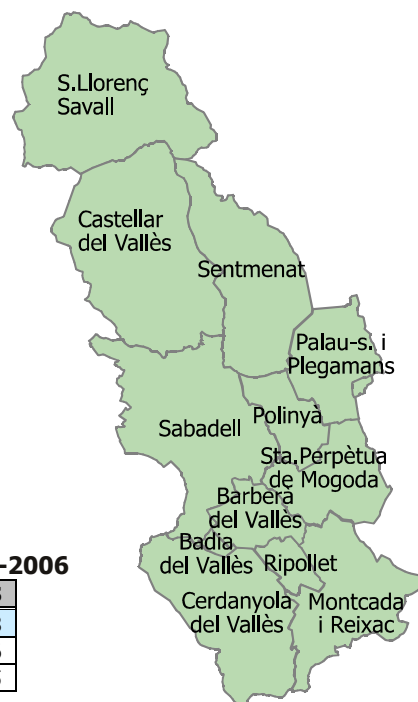 S.Llorenç
Savall
Castellar
del Vallès
Sentmenat
Palau-s. i
Plegamans
Polinyà
Sabadell
Sta.Perpètua
de Mogoda
Barberà
del Vallès
Badia
del Vallès
Ripollet
Cerdanyola
del Vallès
Montcada
i Reixac
-2006